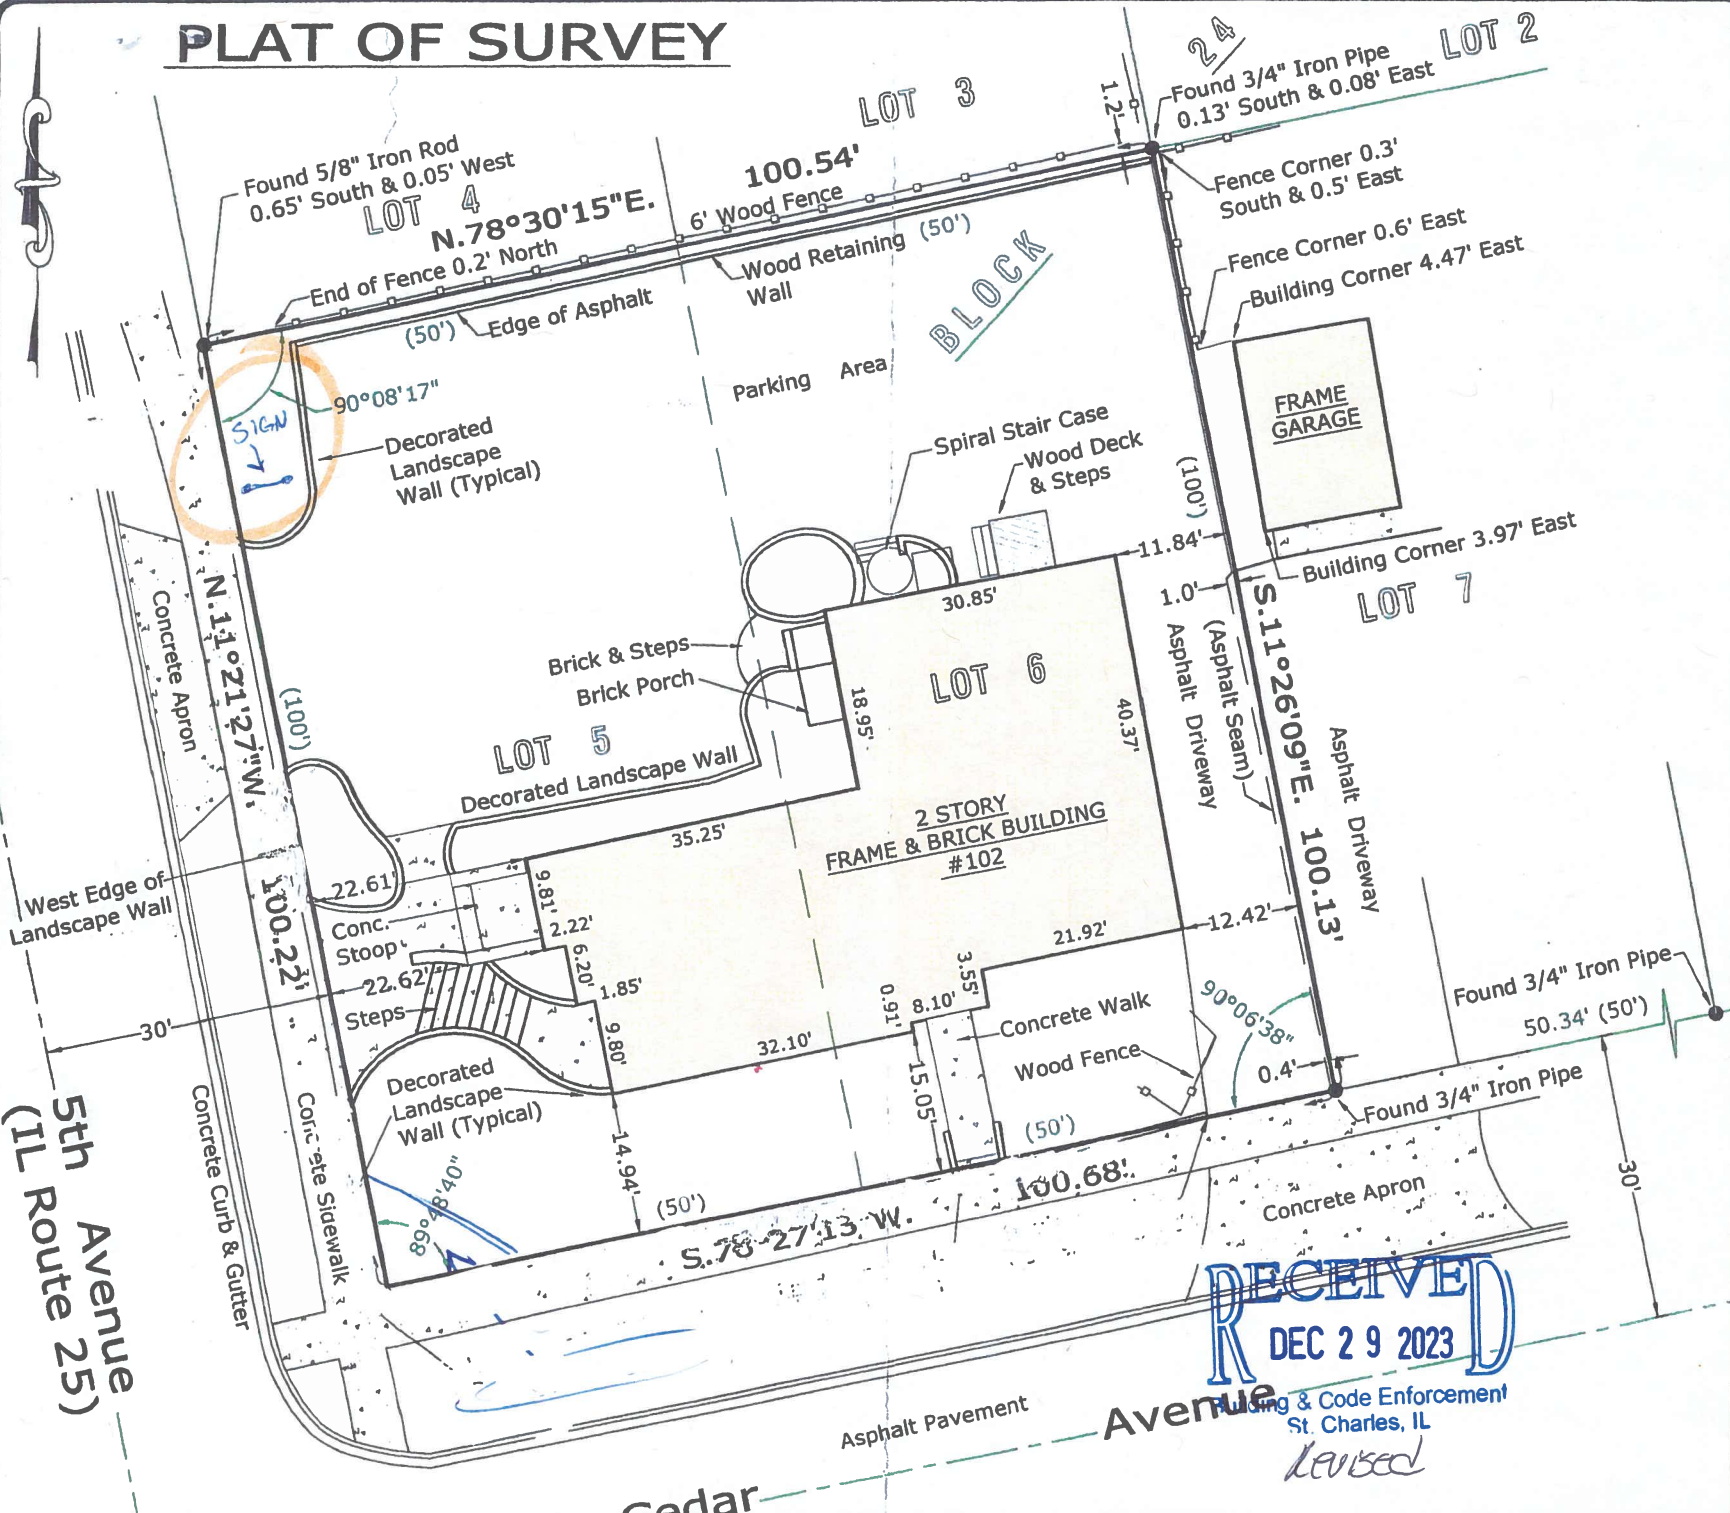 PLAT OF SURVEY
24
LOT 2
LOT 3
Found 3/4" Iron Pipe
0.13' South & 0.08' East
1.2'
Found 5/8" Iron Rod
0.65' South & 0.05' West
LOT 4
100.54'
N.78°30'15"E.
6' Wood Fence
Fence Corner 0.3'
South & 0.5' East
End of Fence 0.2' North
Wood Retaining
Wall
(50')
BLOCK
Fence Corner 0.6' East
Building Corner 4.47' East
(50')
Edge of Asphalt
Parking Area
90°08'17"
SIGN
Decorated
Landscape
Wall (Typical)
FRAME
GARAGE
Spiral Stair Case
Wood Deck
& Steps
(100')
11.84'
Building Corner 3.97' East
LOT 7
1.0'
30.85'
Concrete Apron
N.11°21'27"W.
100.22'
(100')
Brick & Steps
Brick Porch
18.95'
LOT 6
40.37'
Asphalt Driveway
(Asphalt Seam)
S.11°26'09"E. 100.13'
Asphalt Driveway
LOT 5
Decorated Landscape Wall
35.25'
2 STORY
FRAME & BRICK BUILDING
#102
West Edge of
Landscape Wall
22.61'
Conc.
Stoop
9.81'
2.22'
6.20'
1.85'
22.62'
Steps
9.80'
32.10'
0.91'
8.10'
3.55'
21.92'
12.42'
Concrete Walk
Wood Fence
90°06'38"
0.4'
Found 3/4" Iron Pipe
50.34' (50')
Found 3/4" Iron Pipe
30'
Decorated
Landscape
Wall (Typical)
15.05'
14.94'
(50')
(50')
89°48'40"
100.68'
S.78°27'13"W.
Concrete Apron
30'
5th Avenue
(IL Route 25)
Concrete Curb & Gutter
Concrete Sidewalk
RECEIVED
DEC 29 2023
Building & Code Enforcement
St. Charles, IL
Revised
Asphalt Pavement
Cedar Avenue